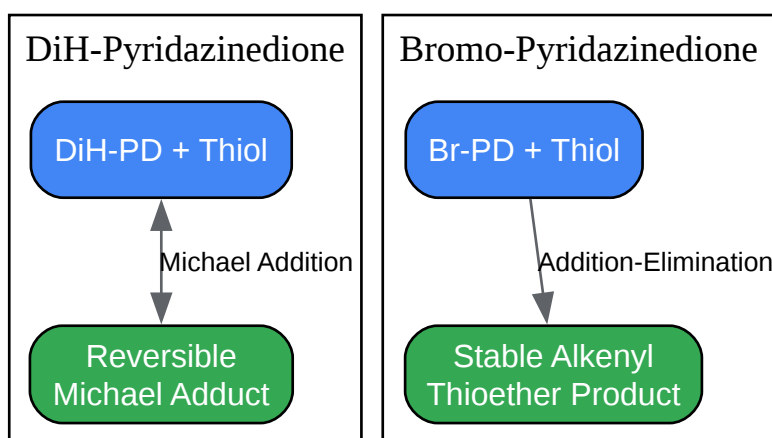 DiH-Pyridazinedione
DiH-PD + Thiol
Michael Addition
Reversible
Michael Adduct
Bromo-Pyridazinedione
Br-PD + Thiol
Addition-Elimination
Stable Alkenyl
Thioether Product